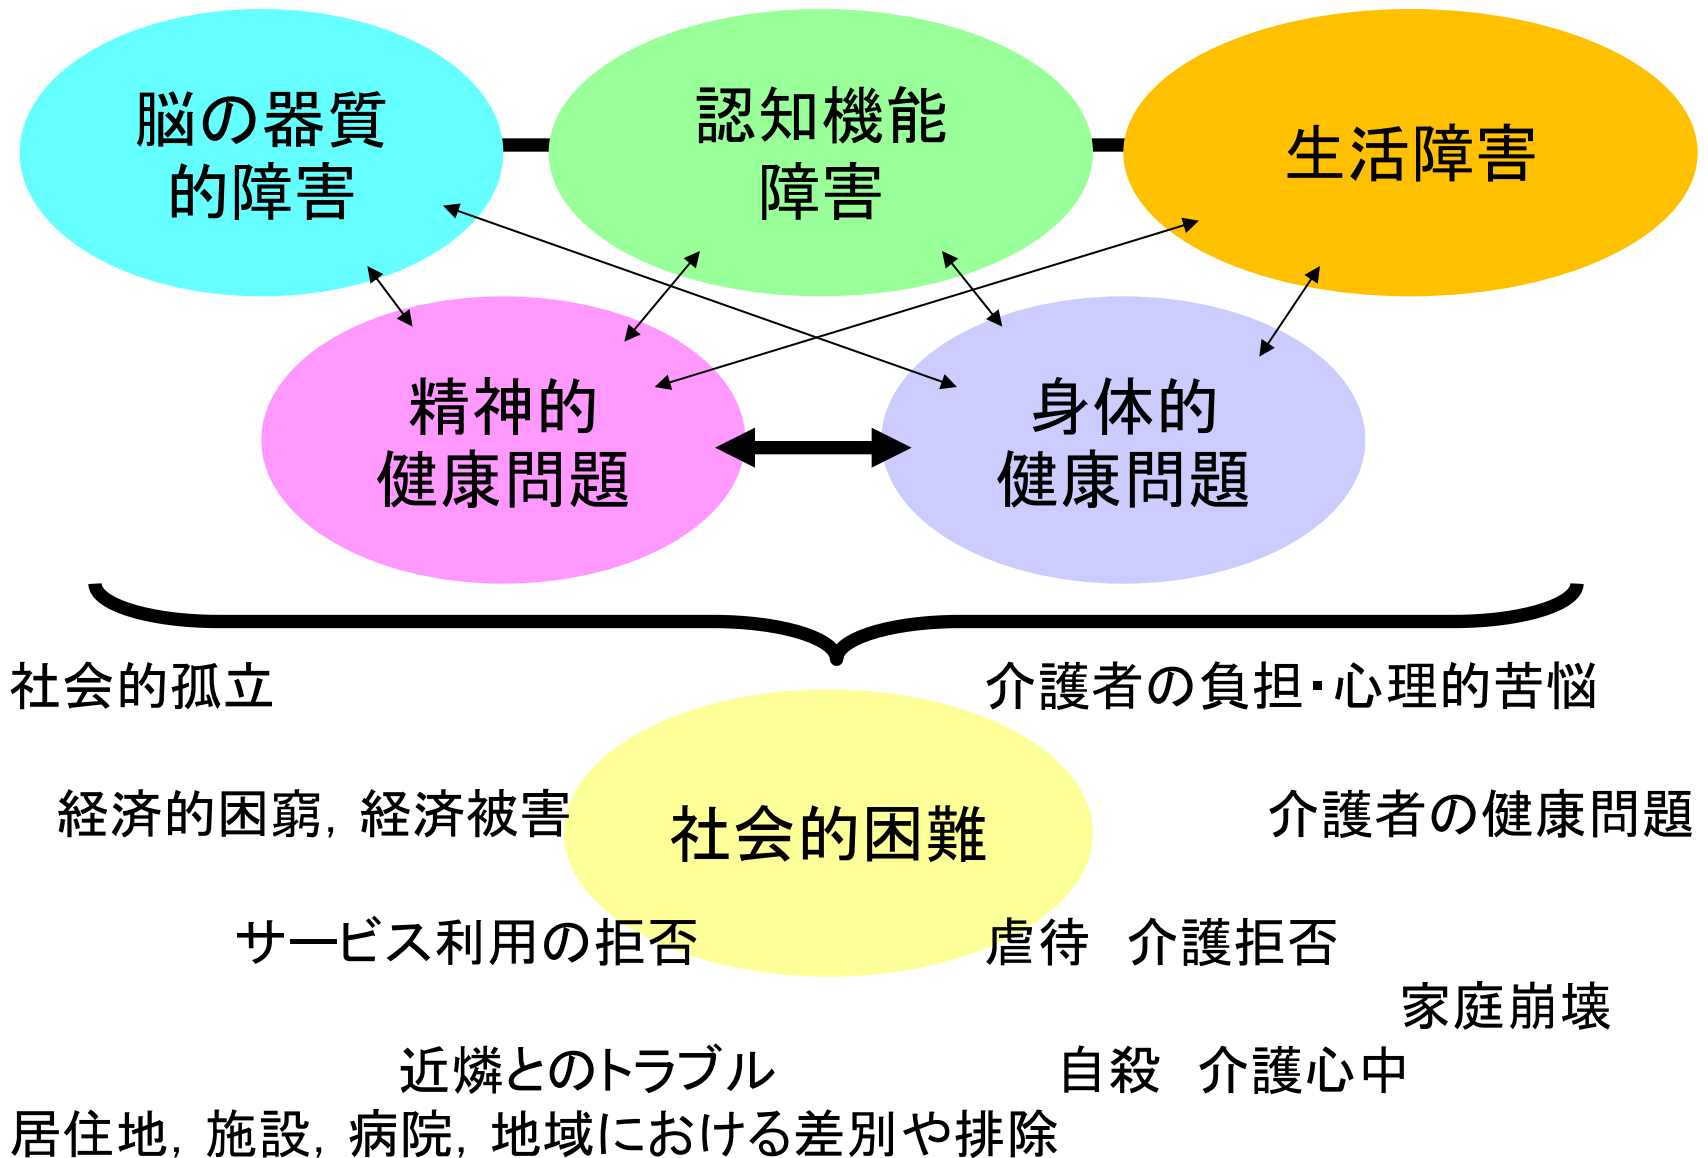 脳の器質
的障害
認知機能
障害
生活障害
精神的
健康問題
身体的
健康問題
社会的孤立
介護者の負担・心理的苦悩
経済的困窮，経済被害
社会的困難
介護者の健康問題
サービス利用の拒否
虐待　介護拒否
家庭崩壊
近燐とのトラブル
自殺　介護心中
居住地，施設，病院，地域における差別や排除